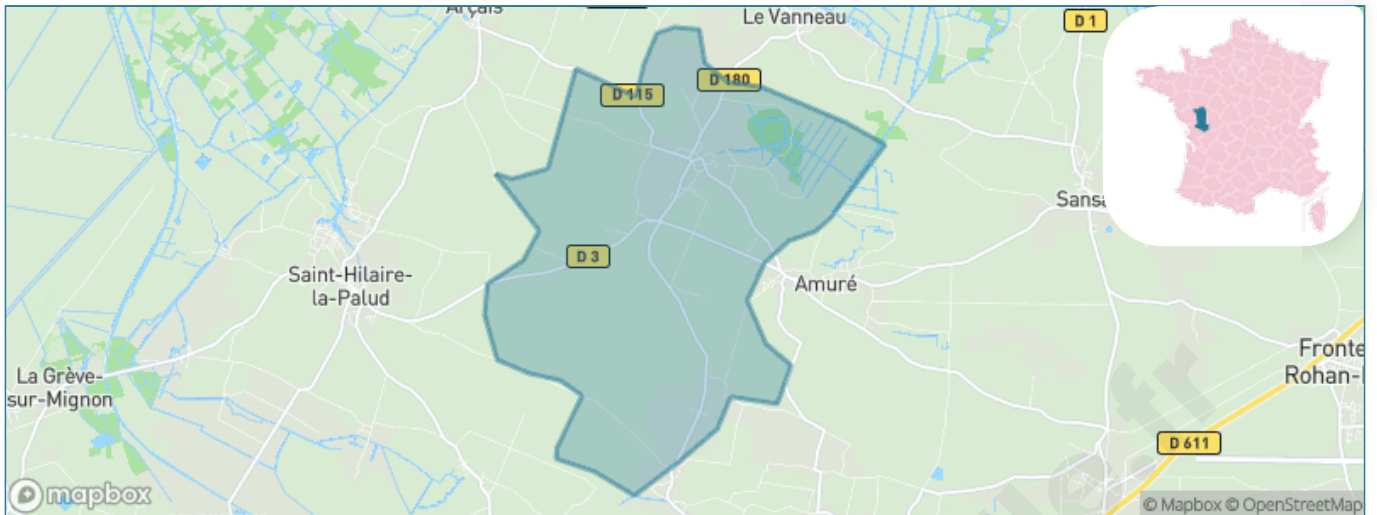 Arçais
Le Vanneau
D 1
D 180
D 115
Sansa
D 3
Saint-Hilaire-
la-Palud
Amuré
La Grève-
sur-Mignon
Fronte
Rohan-
D 611
mapbox
© Mapbox © OpenStreetMap